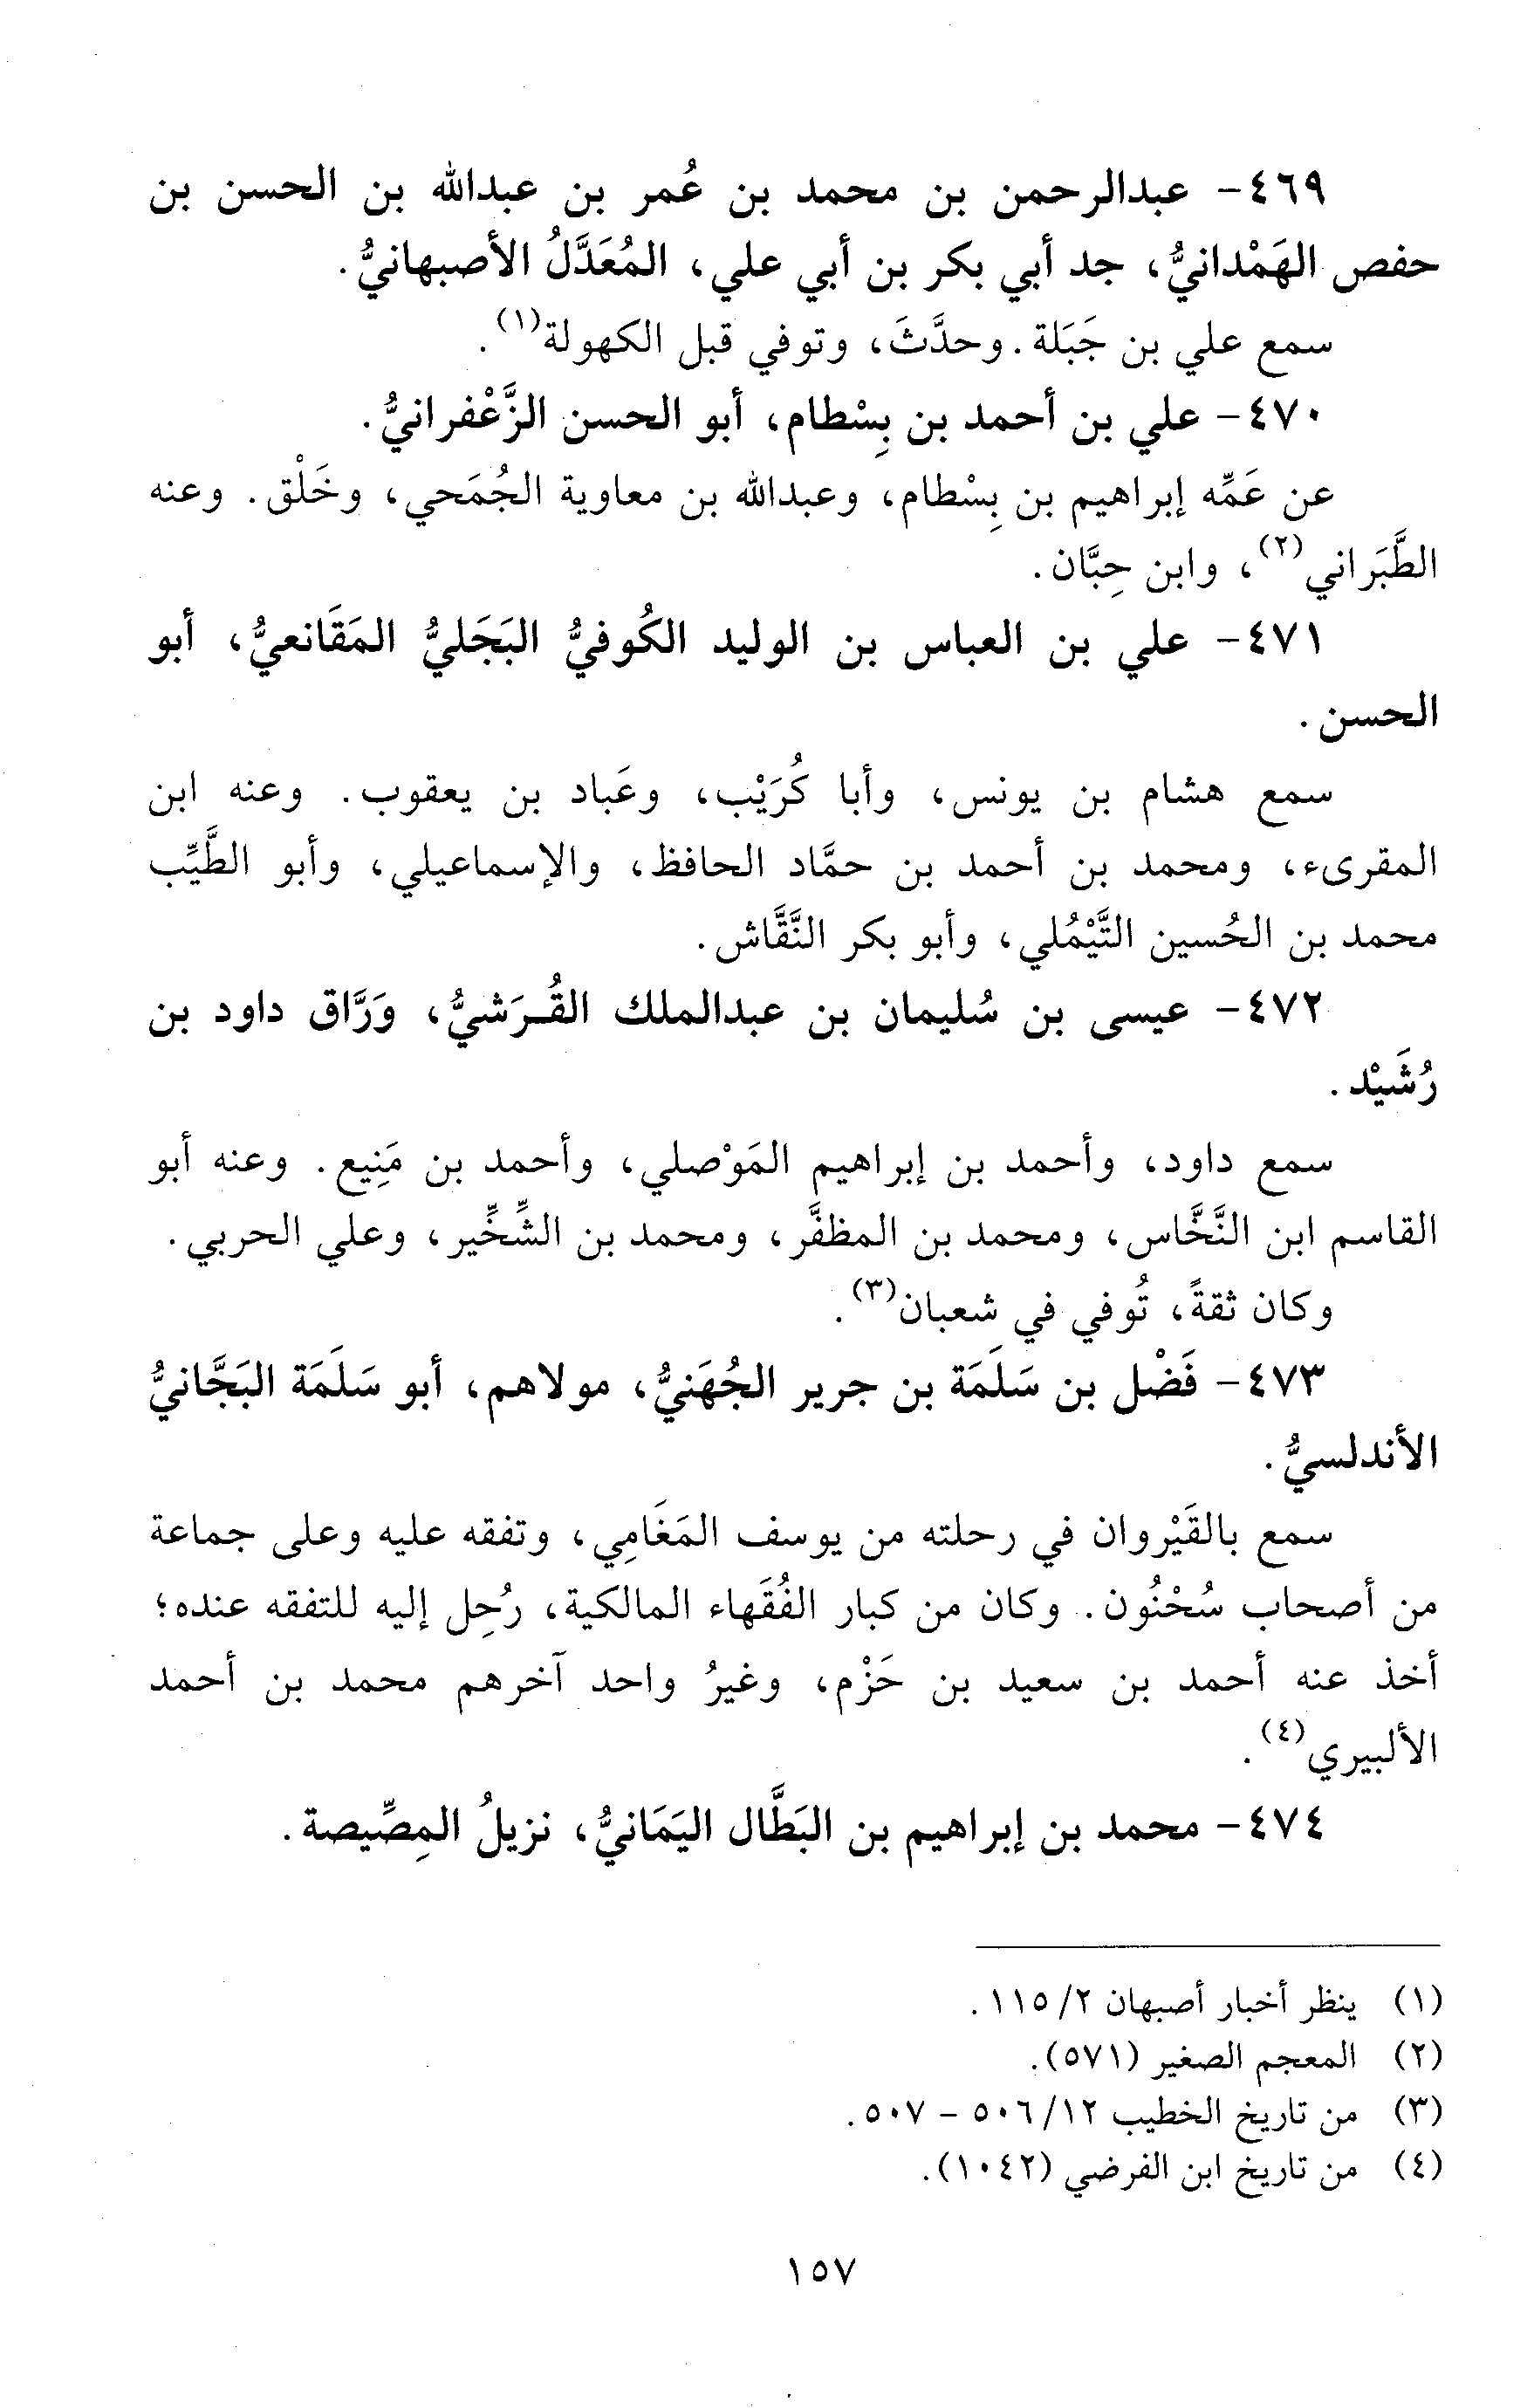 ٤٦٩- عبدالرحمن بن محمد بن عُمر بن عبدالله بن الحسن بن
حفص الهَمْدانيُّ، جد أبي بكر بن أبي علي، المُعَدَّلُ الأصبهانيُّ.
سمع علي بن جَبَلة. وحدَّثَ، وتوفي قبل الكهولة(١).
٤٧٠- علي بن أحمد بن بِسْطام، أبو الحسن الزَّعْفرانيُّ.
عن عَمِّه إبراهيم بن بِسْطام، وعبدالله بن معاوية الجُمَحي، وخَلْق. وعنه
الطَّبَراني(٢)، وابن حِبَّان.
٤٧١- علي بن العباس بن الوليد الكُوفيُّ البَجَليُّ المَقَانعيُّ، أبو
الحسن.
سمع هشام بن يونس، وأبا كُرَيْب، وعَباد بن يعقوب. وعنه ابن
المقرىء، ومحمد بن أحمد بن حمَّاد الحافظ، والإسماعيلي، وأبو الطَّيِّب
محمد بن الحُسين التَّيْمُلي، وأبو بكر النَّقَّاش.
٤٧٢- عيسى بن سُليمان بن عبدالملك القُـرَشيُّ، وَرَّاق داود بن
رُشَيْد.
سمع داود، وأحمد بن إبراهيم المَوْصلي، وأحمد بن مَنِيع. وعنه أبو
القاسم ابن النَّخَّاس، ومحمد بن المظفَّر، ومحمد بن الشِّخِّير، وعلي الحربي.
وكان ثقةً، تُوفي في شعبان(٣).
٤٧٣- فَضْل بن سَلَمَة بن جرير الجُهَنيُّ، مولاهم، أبو سَلَمَة البَجَّانيُّ
الأندلسيُّ.
سمع بالقَيْروان في رحلته من يوسف المَغَامِي، وتفقه عليه وعلى جماعة
من أصحاب سُحْنُون. وكان من كبار الفُقَهاء المالكية، رُحِل إليه للتفقه عنده؛
أخذ عنه أحمد بن سعيد بن حَزْم، وغيرُ واحد آخرهم محمد بن أحمد
الألبيري(٤).
٤٧٤- محمد بن إبراهيم بن البَطَّال اليَمَانيُّ، نزيلُ المِصِّيصة.
(١) ينظر أخبار أصبهان ٢/ ١١٥.
(٢) المعجم الصغير (٥٧١).
(٣) من تاريخ الخطيب ١٢/ ٥٠٦ - ٥٠٧.
(٤) من تاريخ ابن الفرضي (١٠٤٢).
١٥٧